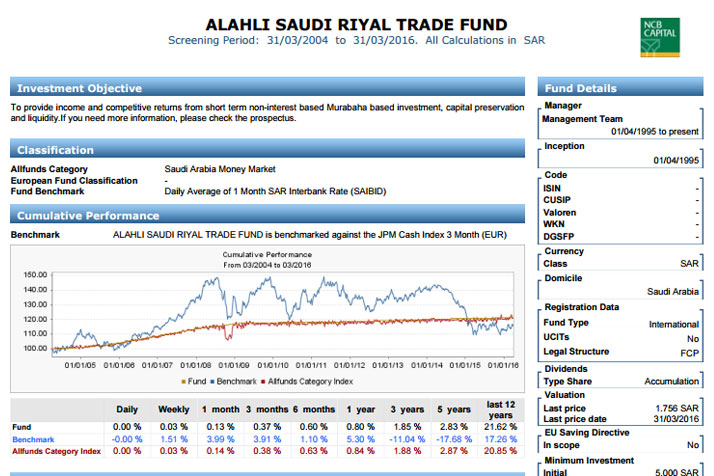 ALAHLI SAUDI RIYAL TRADE FUND
Screening Period: 31/03/2004 to 31/03/2016. All Calculations in SAR
NCB
CAPITAL
Investment Objective
To provide income and competitive returns from short term non-interest based Murabaha based investment, capital preservation
and liquidity.If you need more information, please check the prospectus.
Classification
Allfunds Category Saudi Arabia Money Market
European Fund Classification -
Fund Benchmark Daily Average of 1 Month SAR Interbank Rate (SAIBID)
Cumulative Performance
Benchmark ALAHLI SAUDI RIYAL TRADE FUND is benchmarked against the JPM Cash Index 3 Month (EUR)
Cumulative Performance
From 03/2004 to 03/2016
150.00
140.00
130.00
120.00
110.00
100.00
01/01/05 01/01/06 01/01/07 01/01/08 01/01/09 01/01/10 01/01/11 01/01/12 01/01/13 01/01/14 01/01/15 01/01/16
Fund Benchmark Allfunds Category Index
Daily Weekly 1 month 3 months 6 months 1 year 3 years 5 years last 12 years
Fund 0.00 % 0.03 % 0.13 % 0.37 % 0.60 % 0.80 % 1.85 % 2.83 % 21.62 %
Benchmark -0.00 % 1.51 % 3.99 % 3.91 % 1.10 % 5.30 % -11.04 % -17.68 % 17.26 %
Allfunds Category Index 0.00 % 0.03 % 0.14 % 0.38 % 0.63 % 0.84 % 1.88 % 2.87 % 20.85 %
Fund Details
Manager
Management Team
01/04/1995 to present
Inception
01/04/1995
Code
ISIN -
CUSIP -
Valoren -
WKN -
DGSFP -
Currency
Class SAR
Domicile
Saudi Arabia
Registration Data
Fund Type International
UCITs No
Legal Structure FCP
Dividends
Type Share Accumulation
Valuation
Last price 1.756 SAR
Last price date 31/03/2016
EU Saving Directive
In scope No
Minimum Investment
Initial 5,000 SAR